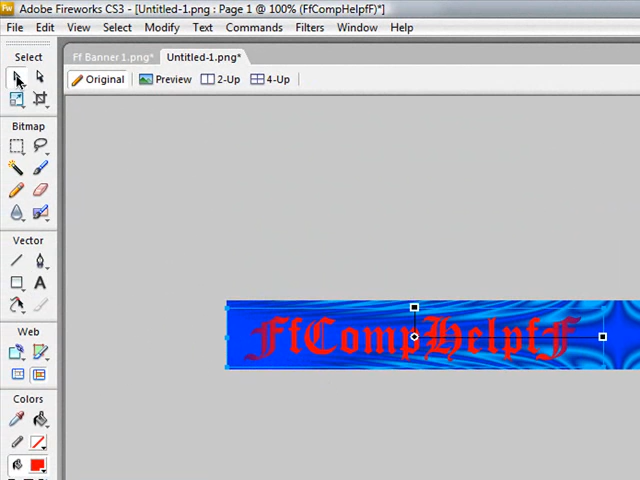 Fw Adobe Fireworks CS3 - [Untitled-1.png : Page 1 @ 100% (FfCompHelpfF)*]
File Edit View Select Modify Text Commands Filters Window Help
Select
Ff Banner 1.png* Untitled-1.png*
Original Preview 2-Up 4-Up
Bitmap
Vector
A
FfCompHelpfF
Web
Colors